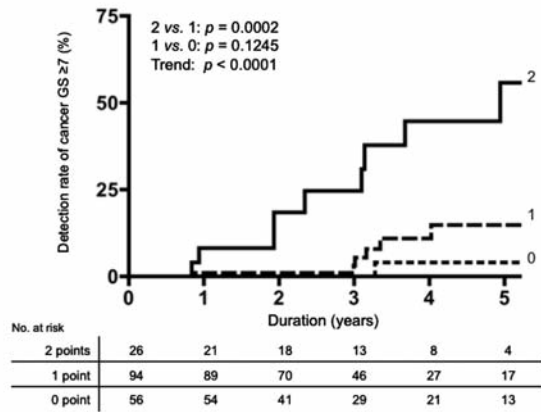 75
50
25
0
Detection rate of cancer GS ≥7 (%)
2 vs. 1: p = 0.0002
1 vs. 0: p = 0.1245
Trend: p < 0.0001
2
1
0
0 1 2 3 4 5
Duration (years)
No. at risk
2 points 26 21 18 13 8 4
1 point 94 89 70 46 27 17
0 point 56 54 41 29 21 13